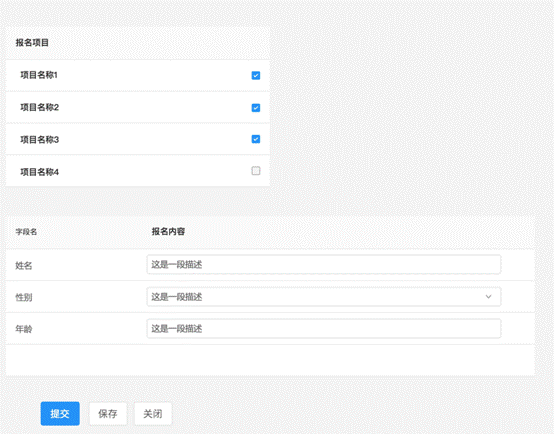 报名项目
项目名称1
项目名称2
项目名称3
项目名称4
字段名 报名内容
姓名 这是一段描述
性别 这是一段描述
年龄 这是一段描述
提交 保存 关闭